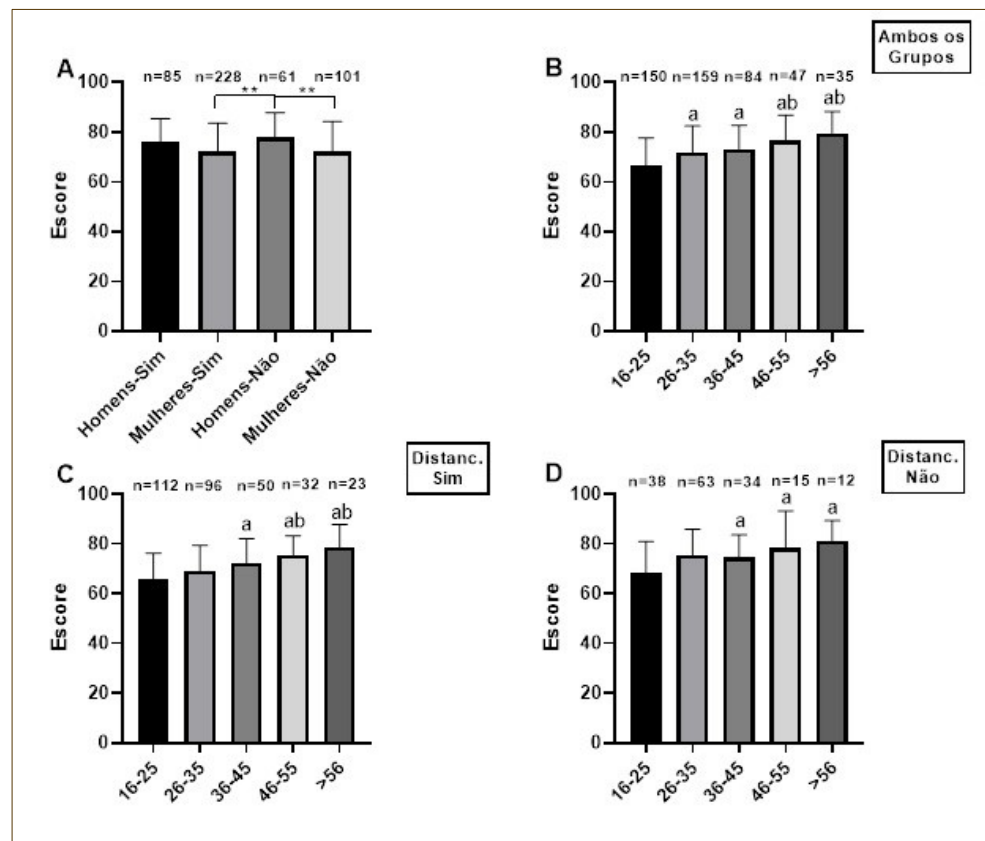 Ambos os
Grupos
A
n=85 n=228 n=61 n=101
** **
Escore
100
80
60
40
20
0
Homens-Sim
Mulheres-Sim
Homens-Não
Mulheres-Não
B
n=150 n=159 n=84 n=47 n=35
a a ab ab
Escore
100
80
60
40
20
0
16-25
26-35
36-45
46-55
>56
Distanc.
Sim
C
n=112 n=96 n=50 n=32 n=23
a ab ab
Escore
100
80
60
40
20
0
16-25
26-35
36-45
46-55
>56
Distanc.
Não
D
n=38 n=63 n=34 n=15 n=12
a a a
Escore
100
80
60
40
20
0
16-25
26-35
36-45
46-55
>56